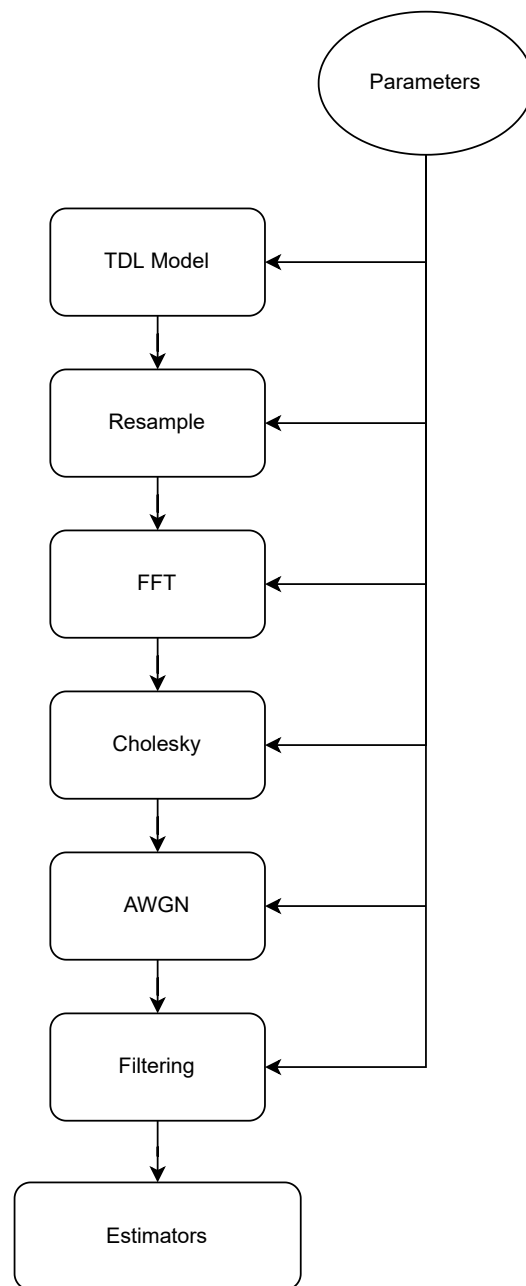 Parameters
TDL Model
Resample
FFT
Cholesky
AWGN
Filtering
Estimators